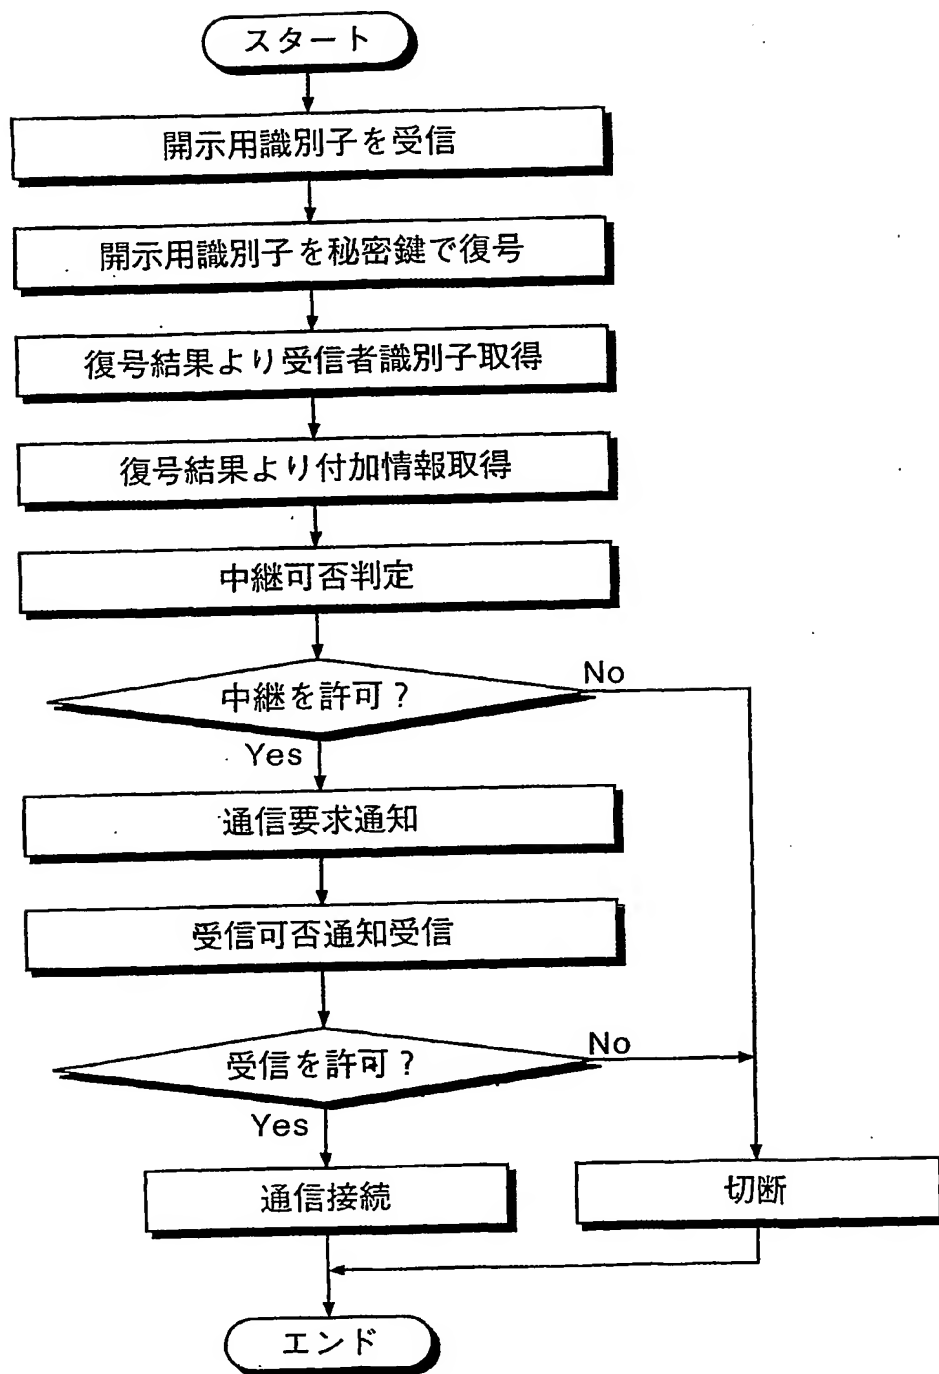 スタート
開示用識別子を受信
開示用識別子を秘密鍵で復号
復号結果より受信者識別子取得
復号結果より付加情報取得
中継可否判定
中継を許可?
No
Yes
通信要求通知
受信可否通知受信
受信を許可?
No
Yes
通信接続
切断
エンド